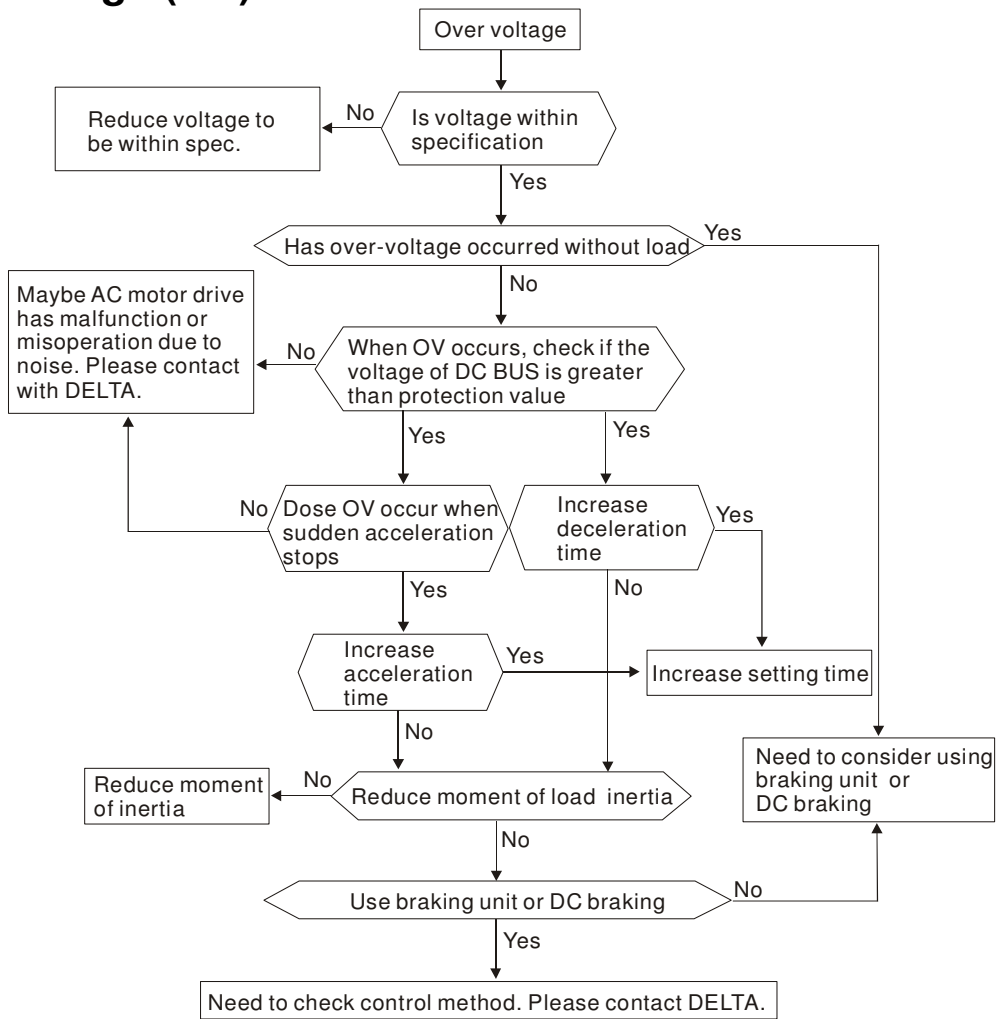 Over voltage
Reduce voltage to
be within spec.
No
Is voltage within
specification
Yes
Has over-voltage occurred without load
Yes
No
Maybe AC motor drive
has malfunction or
misoperation due to
noise. Please contact
with DELTA.
No
When OV occurs, check if the
voltage of DC BUS is greater
than protection value
Yes
Yes
No
Dose OV occur when
sudden acceleration
stops
Increase
deceleration
time
Yes
Yes
No
Increase
acceleration
time
Yes
Increase setting time
No
Need to consider using
braking unit or
DC braking
Reduce moment
of inertia
No
Reduce moment of load inertia
No
Use braking unit or DC braking
No
Yes
Need to check control method. Please contact DELTA.